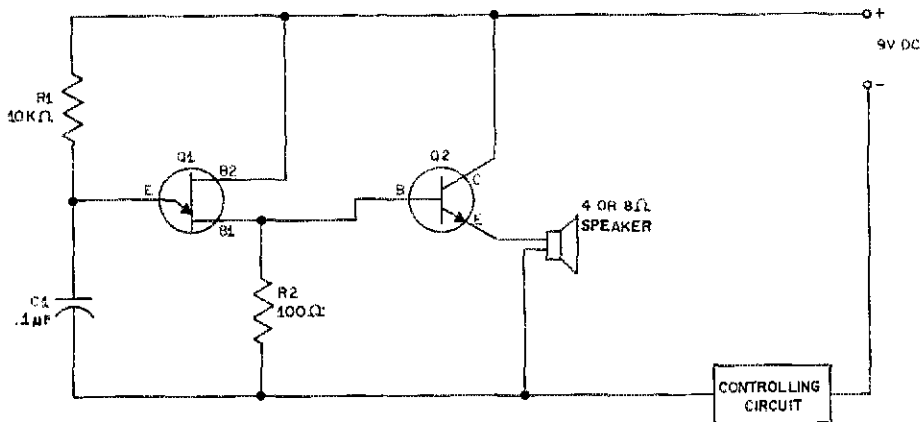 +
9V DC
-
R1
10KΩ
Q1
B2
E
B1
Q2
B
C
E
4 OR 8Ω
SPEAKER
C1
.1µF
R2
100Ω
CONTROLLING
CIRCUIT